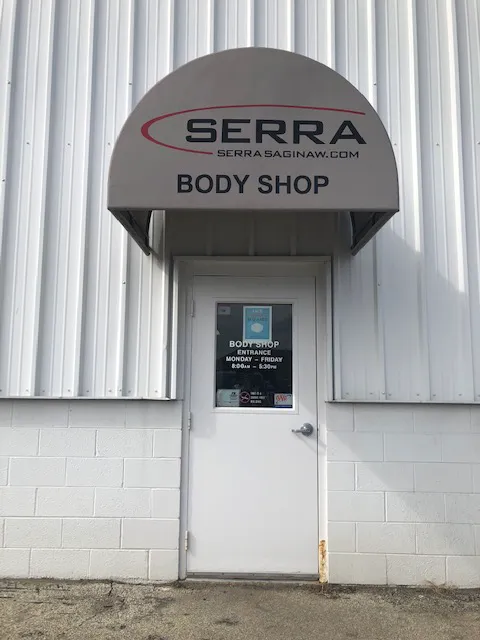 SERRA
SERRASAGINAW.COM
BODY SHOP
BODY SHOP
ENTRANCE
MONDAY - FRIDAY
8:00AM - 5:30PM